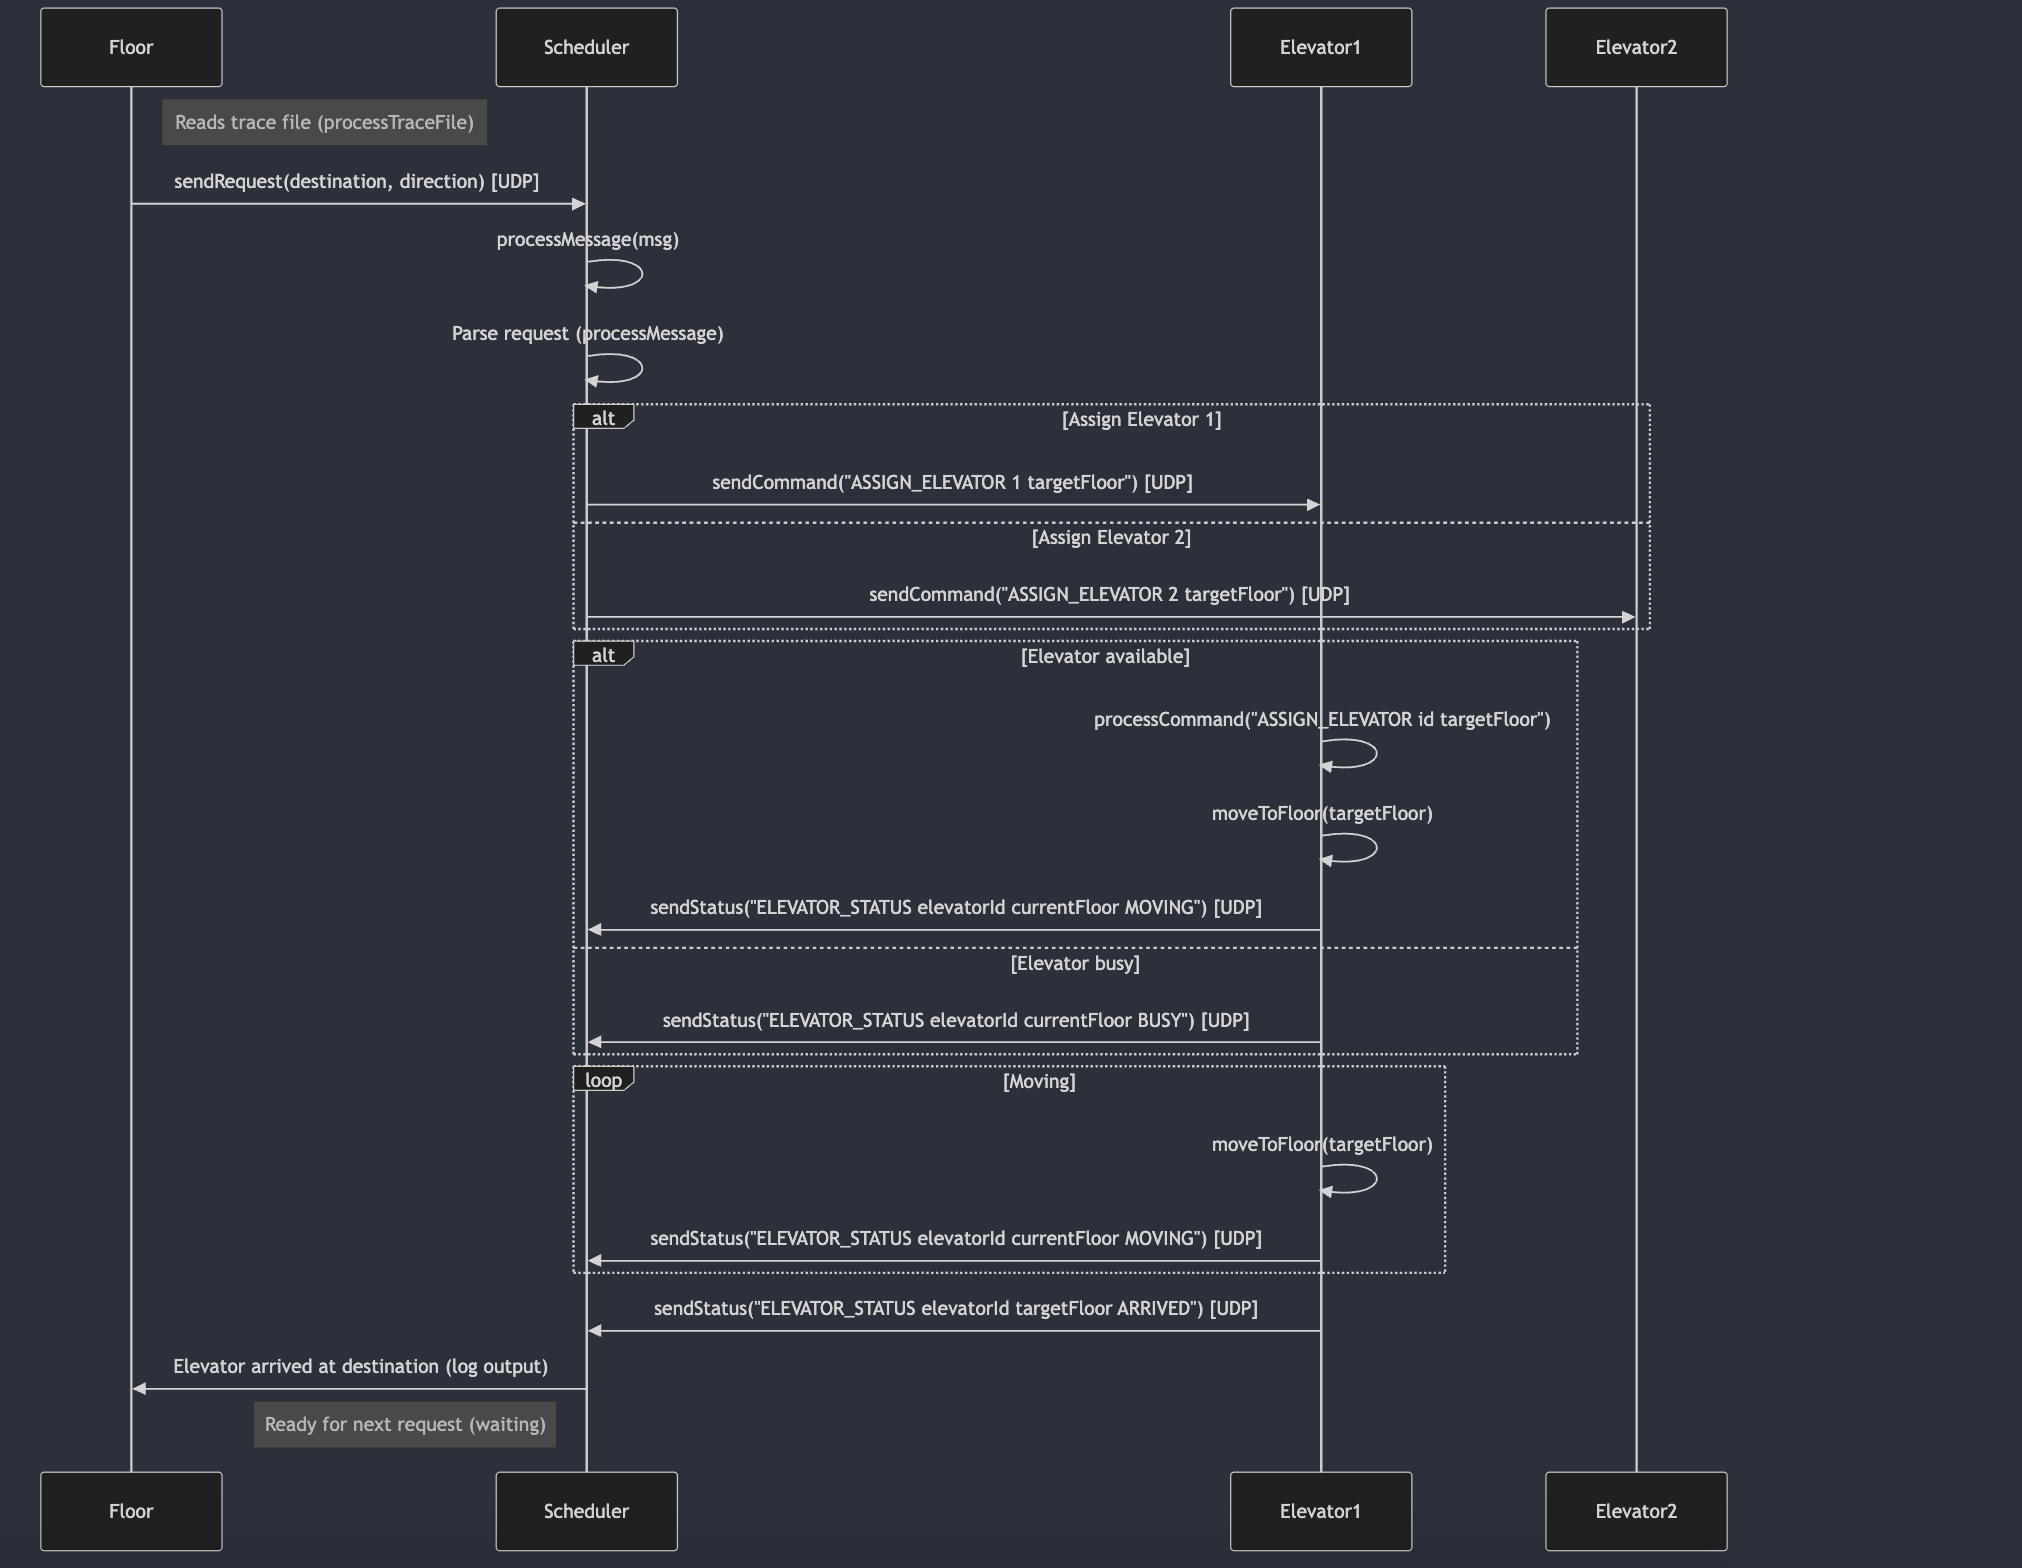 Floor
Scheduler
Elevator1
Elevator2
Reads trace file (processTraceFile)
sendRequest(destination, direction) [UDP]
processMessage(msg)
Parse request (processMessage)
alt
[Assign Elevator 1]
sendCommand("ASSIGN_ELEVATOR 1 targetFloor") [UDP]
[Assign Elevator 2]
sendCommand("ASSIGN_ELEVATOR 2 targetFloor") [UDP]
alt
[Elevator available]
processCommand("ASSIGN_ELEVATOR id targetFloor")
moveToFloor(targetFloor)
sendStatus("ELEVATOR_STATUS elevatorId currentFloor MOVING") [UDP]
[Elevator busy]
sendStatus("ELEVATOR_STATUS elevatorId currentFloor BUSY") [UDP]
loop
[Moving]
moveToFloor(targetFloor)
sendStatus("ELEVATOR_STATUS elevatorId currentFloor MOVING") [UDP]
sendStatus("ELEVATOR_STATUS elevatorId targetFloor ARRIVED") [UDP]
Elevator arrived at destination (log output)
Ready for next request (waiting)
Floor
Scheduler
Elevator1
Elevator2